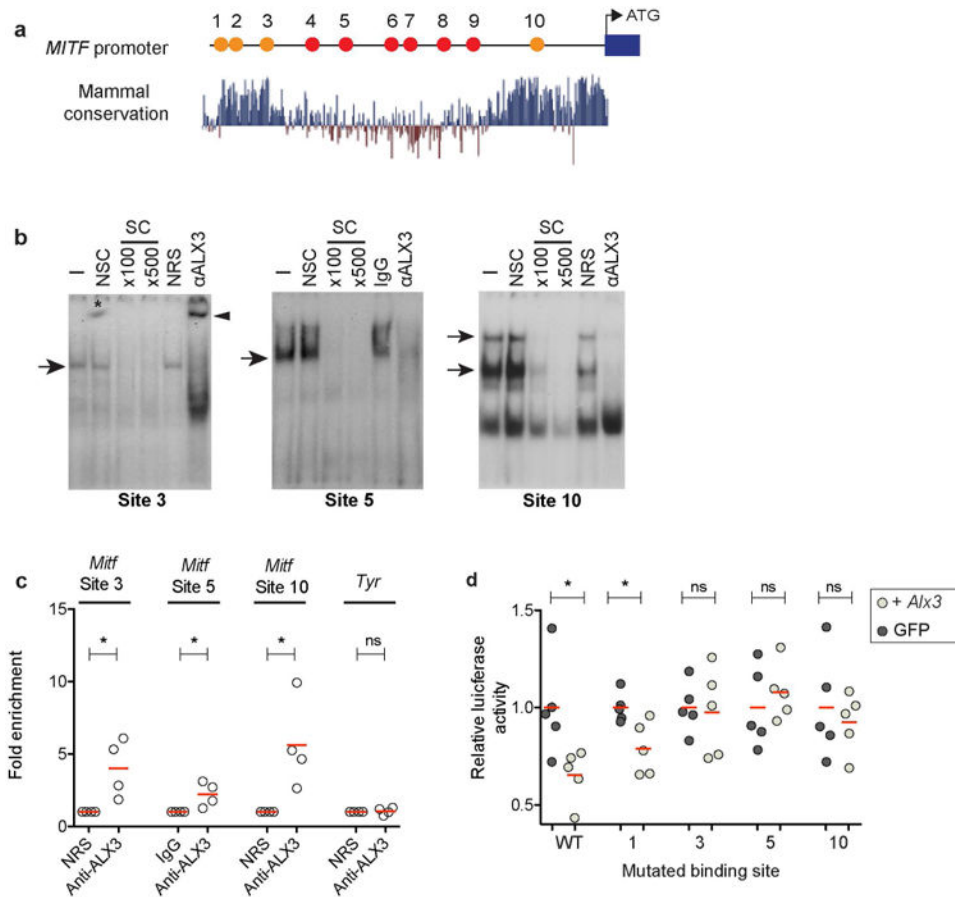 a
1 2 3 4 5 6 7 8 9 10
ATG
MITF promoter
Mammal
conservation
b
I NSC SC x100 x500 NRS αALX3
*
Site 3
I NSC SC x100 x500 IgG αALX3
Site 5
I NSC SC x100 x500 NRS αALX3
Site 10
c
Mitf
Site 3
Mitf
Site 5
Mitf
Site 10
Tyr
15
10
5
0
Fold enrichment
* * * ns
NRS Anti-ALX3 IgG Anti-ALX3 NRS Anti-ALX3 NRS Anti-ALX3
d
* * ns ns ns
+ Alx3
GFP
1.5
1.0
0.5
Relative luicferase
activity
WT 1 3 5 10
Mutated binding site